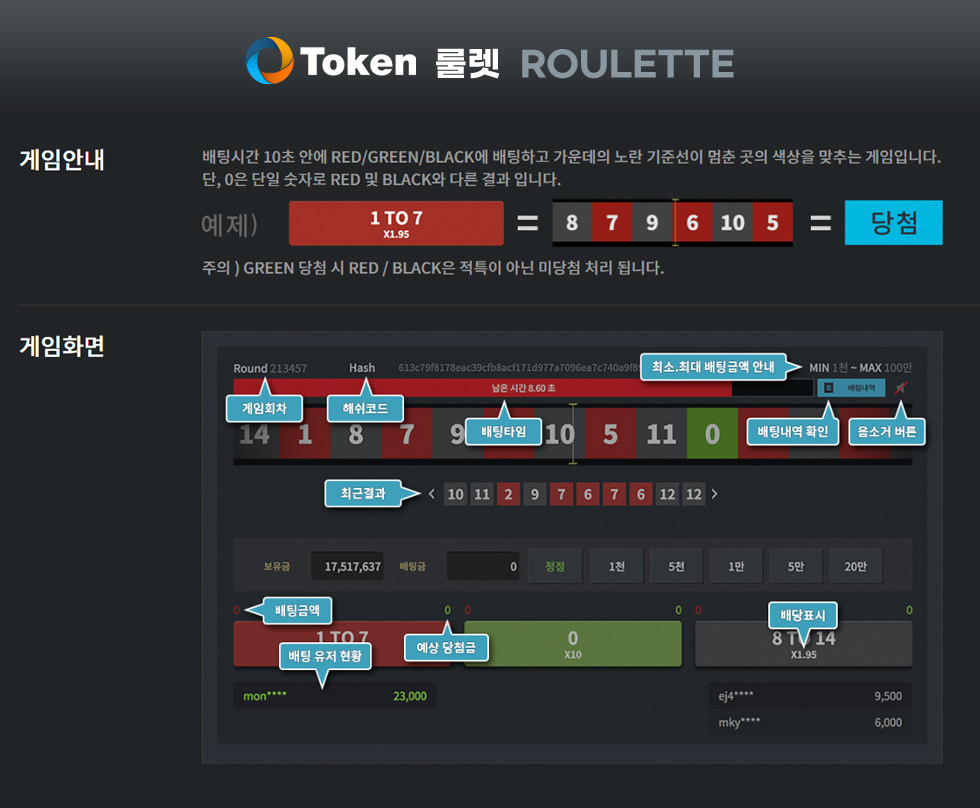 Token 룰렛 ROULETTE
게임안내
배팅시간 10초 안에 RED/GREEN/BLACK에 배팅하고 가운데의 노란 기준선이 멈춘 곳의 색상을 맞추는 게임입니다.
단, 0은 단일 숫자로 RED 및 BLACK와 다른 결과 입니다.
예제)
1 TO 7
X1.95
=
8 7 9 6 10 5
=
당첨
주의 ) GREEN 당첨 시 RED / BLACK은 적특이 아닌 미당첨 처리 됩니다.
게임화면
Round 213457
Hash
최소.최대 배팅금액 안내
MIN 1천 ~ MAX 100만
남은 시간 8.60 초
배팅내역
게임회차
해쉬코드
배팅타임
배팅내역 확인
음소거 버튼
14 1 8 7 9 10 5 11 0
최근결과
< 10 11 2 9 7 6 7 6 12 12 >
보유금 17,517,637 배팅금 0 정정 1천 5천 1만 5만 20만
0 배팅금액 0 0 0 0 배당표시 0
1 TO 7
0
X10
8 TO 14
X1.95
배팅 유저 현황
예상 당첨금
mon**** 23,000
ej4**** 9,500
mky**** 6,000